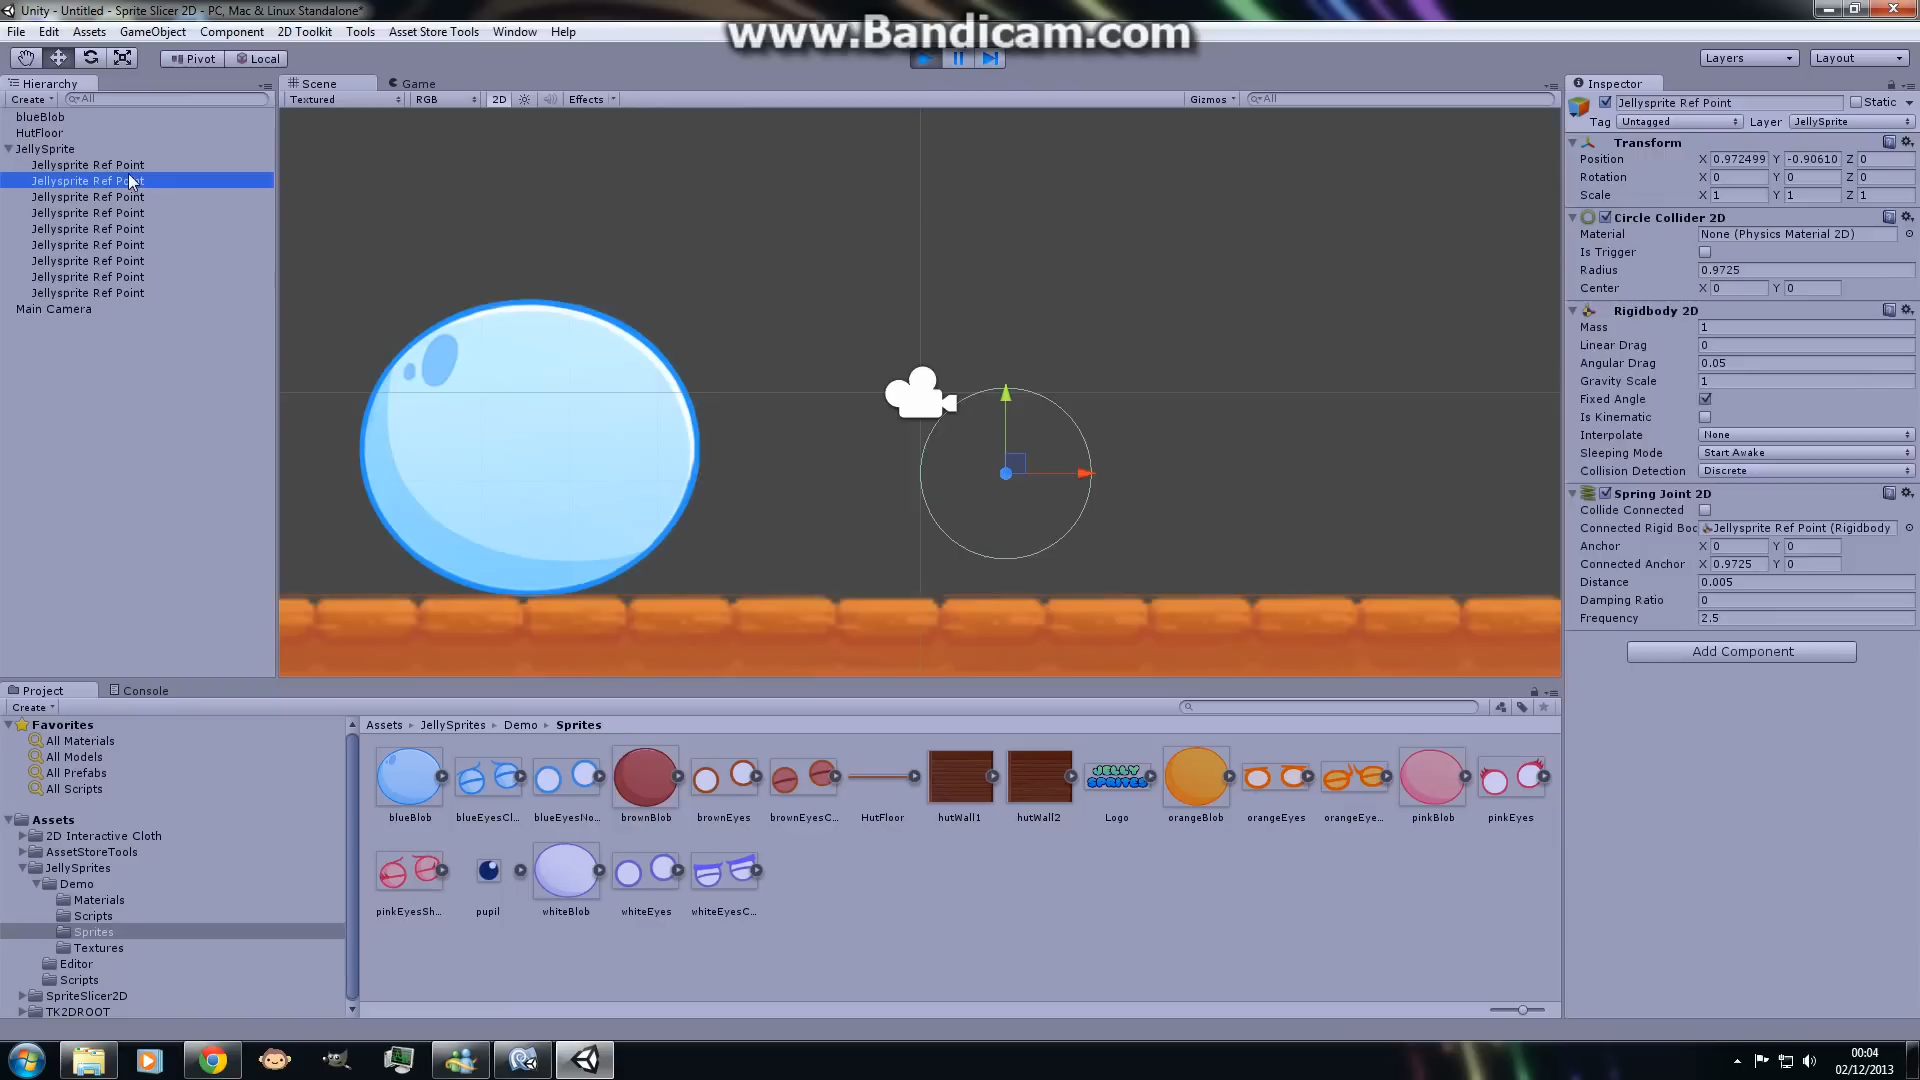 Unity - Untitled - Sprite Slicer 2D - PC, Mac & Linux Standalone*
www.Bandicam.com
File Edit Assets GameObject Component 2D Toolkit Tools Asset Store Tools Window Help
Pivot Local Layers Layout
Hierarchy Scene Game Inspector
Create All Textured RGB 2D Effects Gizmos All
Jellysprite Ref Point Static
Tag Untagged Layer JellySprite
blueBlob
HutFloor
JellySprite
Jellysprite Ref Point
Jellysprite Ref Point
Jellysprite Ref Point
Jellysprite Ref Point
Jellysprite Ref Point
Jellysprite Ref Point
Jellysprite Ref Point
Jellysprite Ref Point
Jellysprite Ref Point
Main Camera
Transform
Position X 0.972499 Y -0.90610 Z 0
Rotation X 0 Y 0 Z 0
Scale X 1 Y 1 Z 1
Circle Collider 2D
Material None (Physics Material 2D)
Is Trigger
Radius 0.9725
Center X 0 Y 0
Rigidbody 2D
Mass 1
Linear Drag 0
Angular Drag 0.05
Gravity Scale 1
Fixed Angle
Is Kinematic
Interpolate None
Sleeping Mode Start Awake
Collision Detection Discrete
Spring Joint 2D
Collide Connected
Connected Rigid Boc Jellysprite Ref Point (Rigidbody
Anchor X 0 Y 0
Connected Anchor X 0.9725 Y 0
Distance 0.005
Damping Ratio 0
Frequency 2.5
Add Component
Project Console
Create
Favorites
All Materials
All Models
All Prefabs
All Scripts
Assets
2D Interactive Cloth
AssetStoreTools
JellySprites
Demo
Materials
Scripts
Sprites
Textures
Editor
Scripts
SpriteSlicer2D
TK2DROOT
Assets JellySprites Demo Sprites
JELLY
SPRITES
blueBlob blueEyesCl... blueEyesNo... brownBlob brownEyes brownEyesC... HutFloor hutWall1 hutWall2 Logo orangeBlob orangeEyes orangeEye... pinkBlob pinkEyes
pinkEyesSh... pupil whiteBlob whiteEyes whiteEyesC...
00:04
02/12/2013